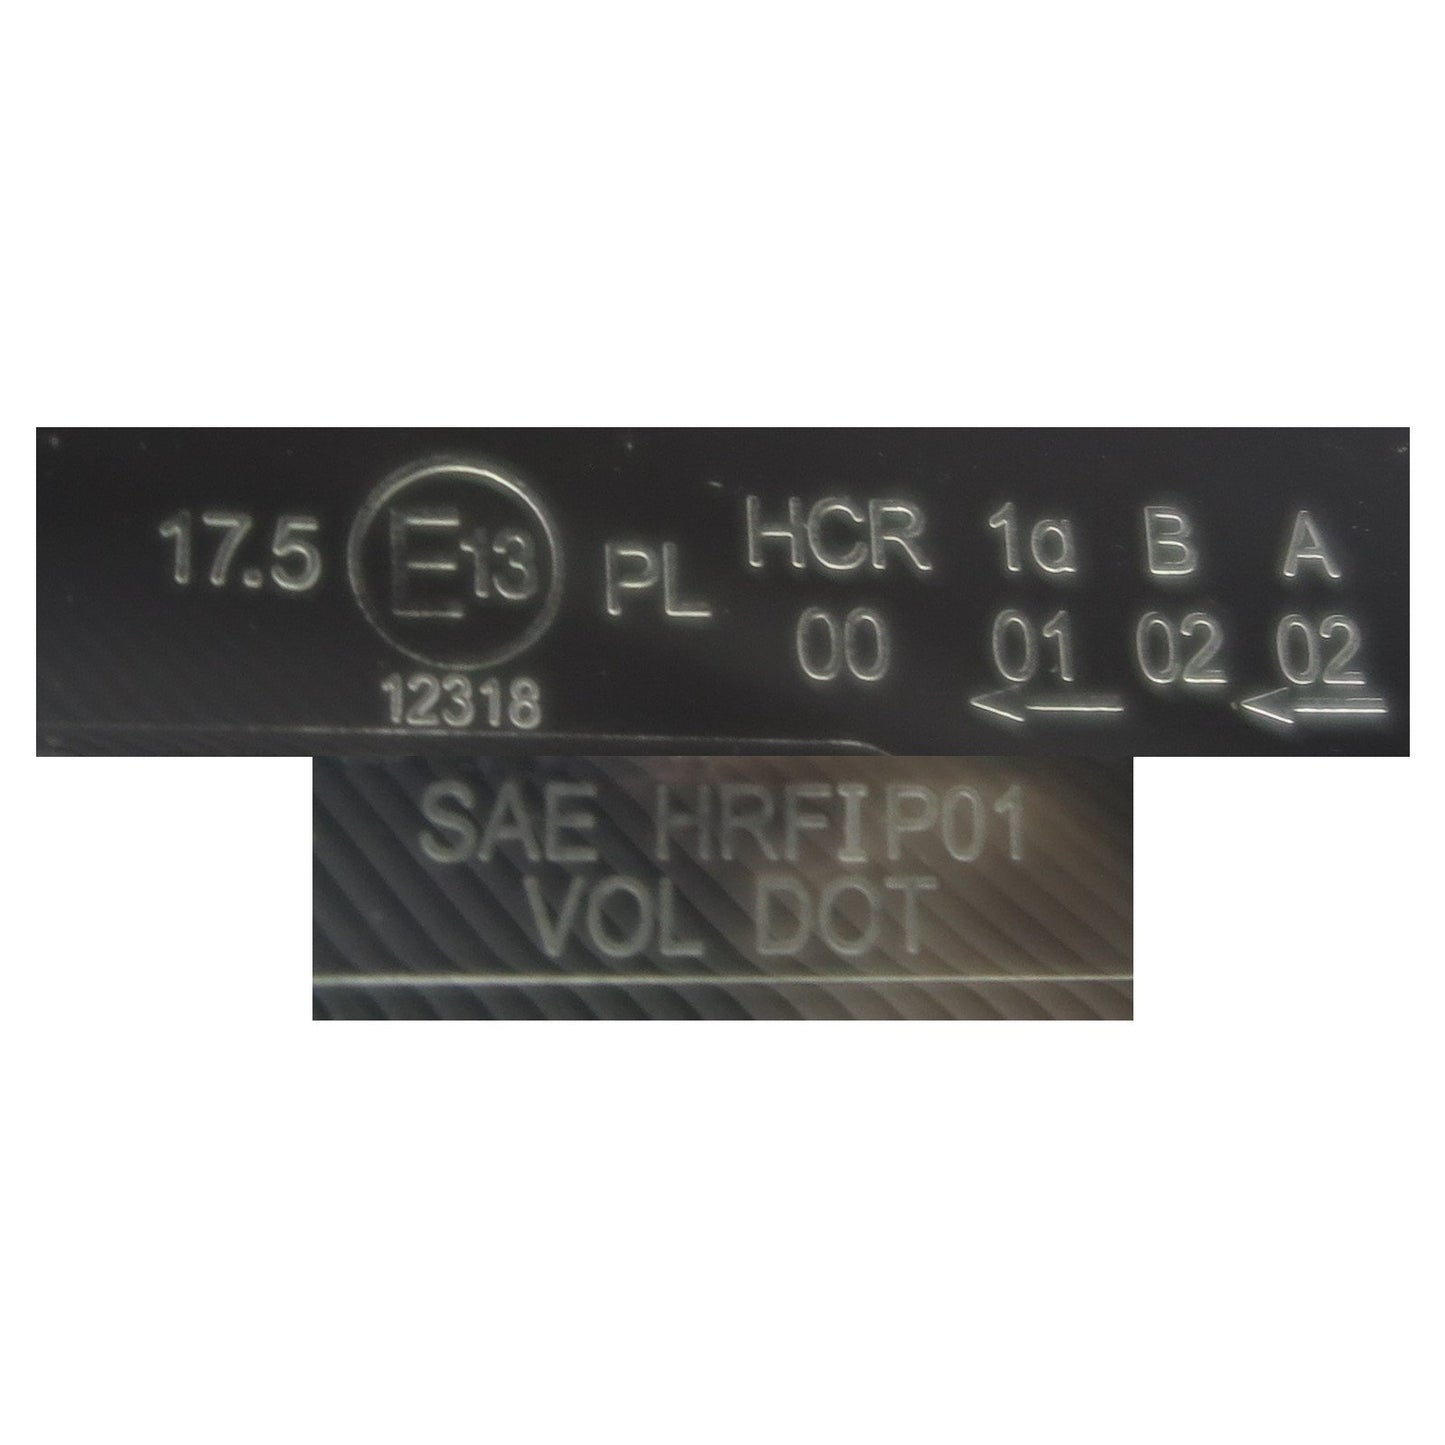 17.5 E13 PL HCR 1a B A
00 01 02 02
12318
SAE HRFIP01
VOL DOT